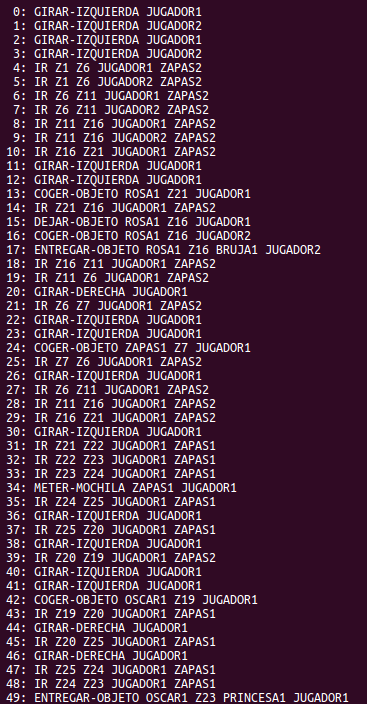 0: GIRAR-IZQUIERDA JUGADOR1
1: GIRAR-IZQUIERDA JUGADOR2
2: GIRAR-IZQUIERDA JUGADOR1
3: GIRAR-IZQUIERDA JUGADOR2
4: IR Z1 Z6 JUGADOR1 ZAPAS2
5: IR Z1 Z6 JUGADOR2 ZAPAS2
6: IR Z6 Z11 JUGADOR1 ZAPAS2
7: IR Z6 Z11 JUGADOR2 ZAPAS2
8: IR Z11 Z16 JUGADOR1 ZAPAS2
9: IR Z11 Z16 JUGADOR2 ZAPAS2
10: IR Z16 Z21 JUGADOR1 ZAPAS2
11: GIRAR-IZQUIERDA JUGADOR1
12: GIRAR-IZQUIERDA JUGADOR1
13: COGER-OBJETO ROSA1 Z21 JUGADOR1
14: IR Z21 Z16 JUGADOR1 ZAPAS2
15: DEJAR-OBJETO ROSA1 Z16 JUGADOR1
16: COGER-OBJETO ROSA1 Z16 JUGADOR2
17: ENTREGAR-OBJETO ROSA1 Z16 BRUJA1 JUGADOR2
18: IR Z16 Z11 JUGADOR1 ZAPAS2
19: IR Z11 Z6 JUGADOR1 ZAPAS2
20: GIRAR-DERECHA JUGADOR1
21: IR Z6 Z7 JUGADOR1 ZAPAS2
22: GIRAR-IZQUIERDA JUGADOR1
23: GIRAR-IZQUIERDA JUGADOR1
24: COGER-OBJETO ZAPAS1 Z7 JUGADOR1
25: IR Z7 Z6 JUGADOR1 ZAPAS2
26: GIRAR-IZQUIERDA JUGADOR1
27: IR Z6 Z11 JUGADOR1 ZAPAS2
28: IR Z11 Z16 JUGADOR1 ZAPAS2
29: IR Z16 Z21 JUGADOR1 ZAPAS2
30: GIRAR-IZQUIERDA JUGADOR1
31: IR Z21 Z22 JUGADOR1 ZAPAS1
32: IR Z22 Z23 JUGADOR1 ZAPAS1
33: IR Z23 Z24 JUGADOR1 ZAPAS1
34: METER-MOCHILA ZAPAS1 JUGADOR1
35: IR Z24 Z25 JUGADOR1 ZAPAS1
36: GIRAR-IZQUIERDA JUGADOR1
37: IR Z25 Z20 JUGADOR1 ZAPAS1
38: GIRAR-IZQUIERDA JUGADOR1
39: IR Z20 Z19 JUGADOR1 ZAPAS2
40: GIRAR-IZQUIERDA JUGADOR1
41: GIRAR-IZQUIERDA JUGADOR1
42: COGER-OBJETO OSCAR1 Z19 JUGADOR1
43: IR Z19 Z20 JUGADOR1 ZAPAS1
44: GIRAR-DERECHA JUGADOR1
45: IR Z20 Z25 JUGADOR1 ZAPAS1
46: GIRAR-DERECHA JUGADOR1
47: IR Z25 Z24 JUGADOR1 ZAPAS1
48: IR Z24 Z23 JUGADOR1 ZAPAS1
49: ENTREGAR-OBJETO OSCAR1 Z23 PRINCESA1 JUGADOR1